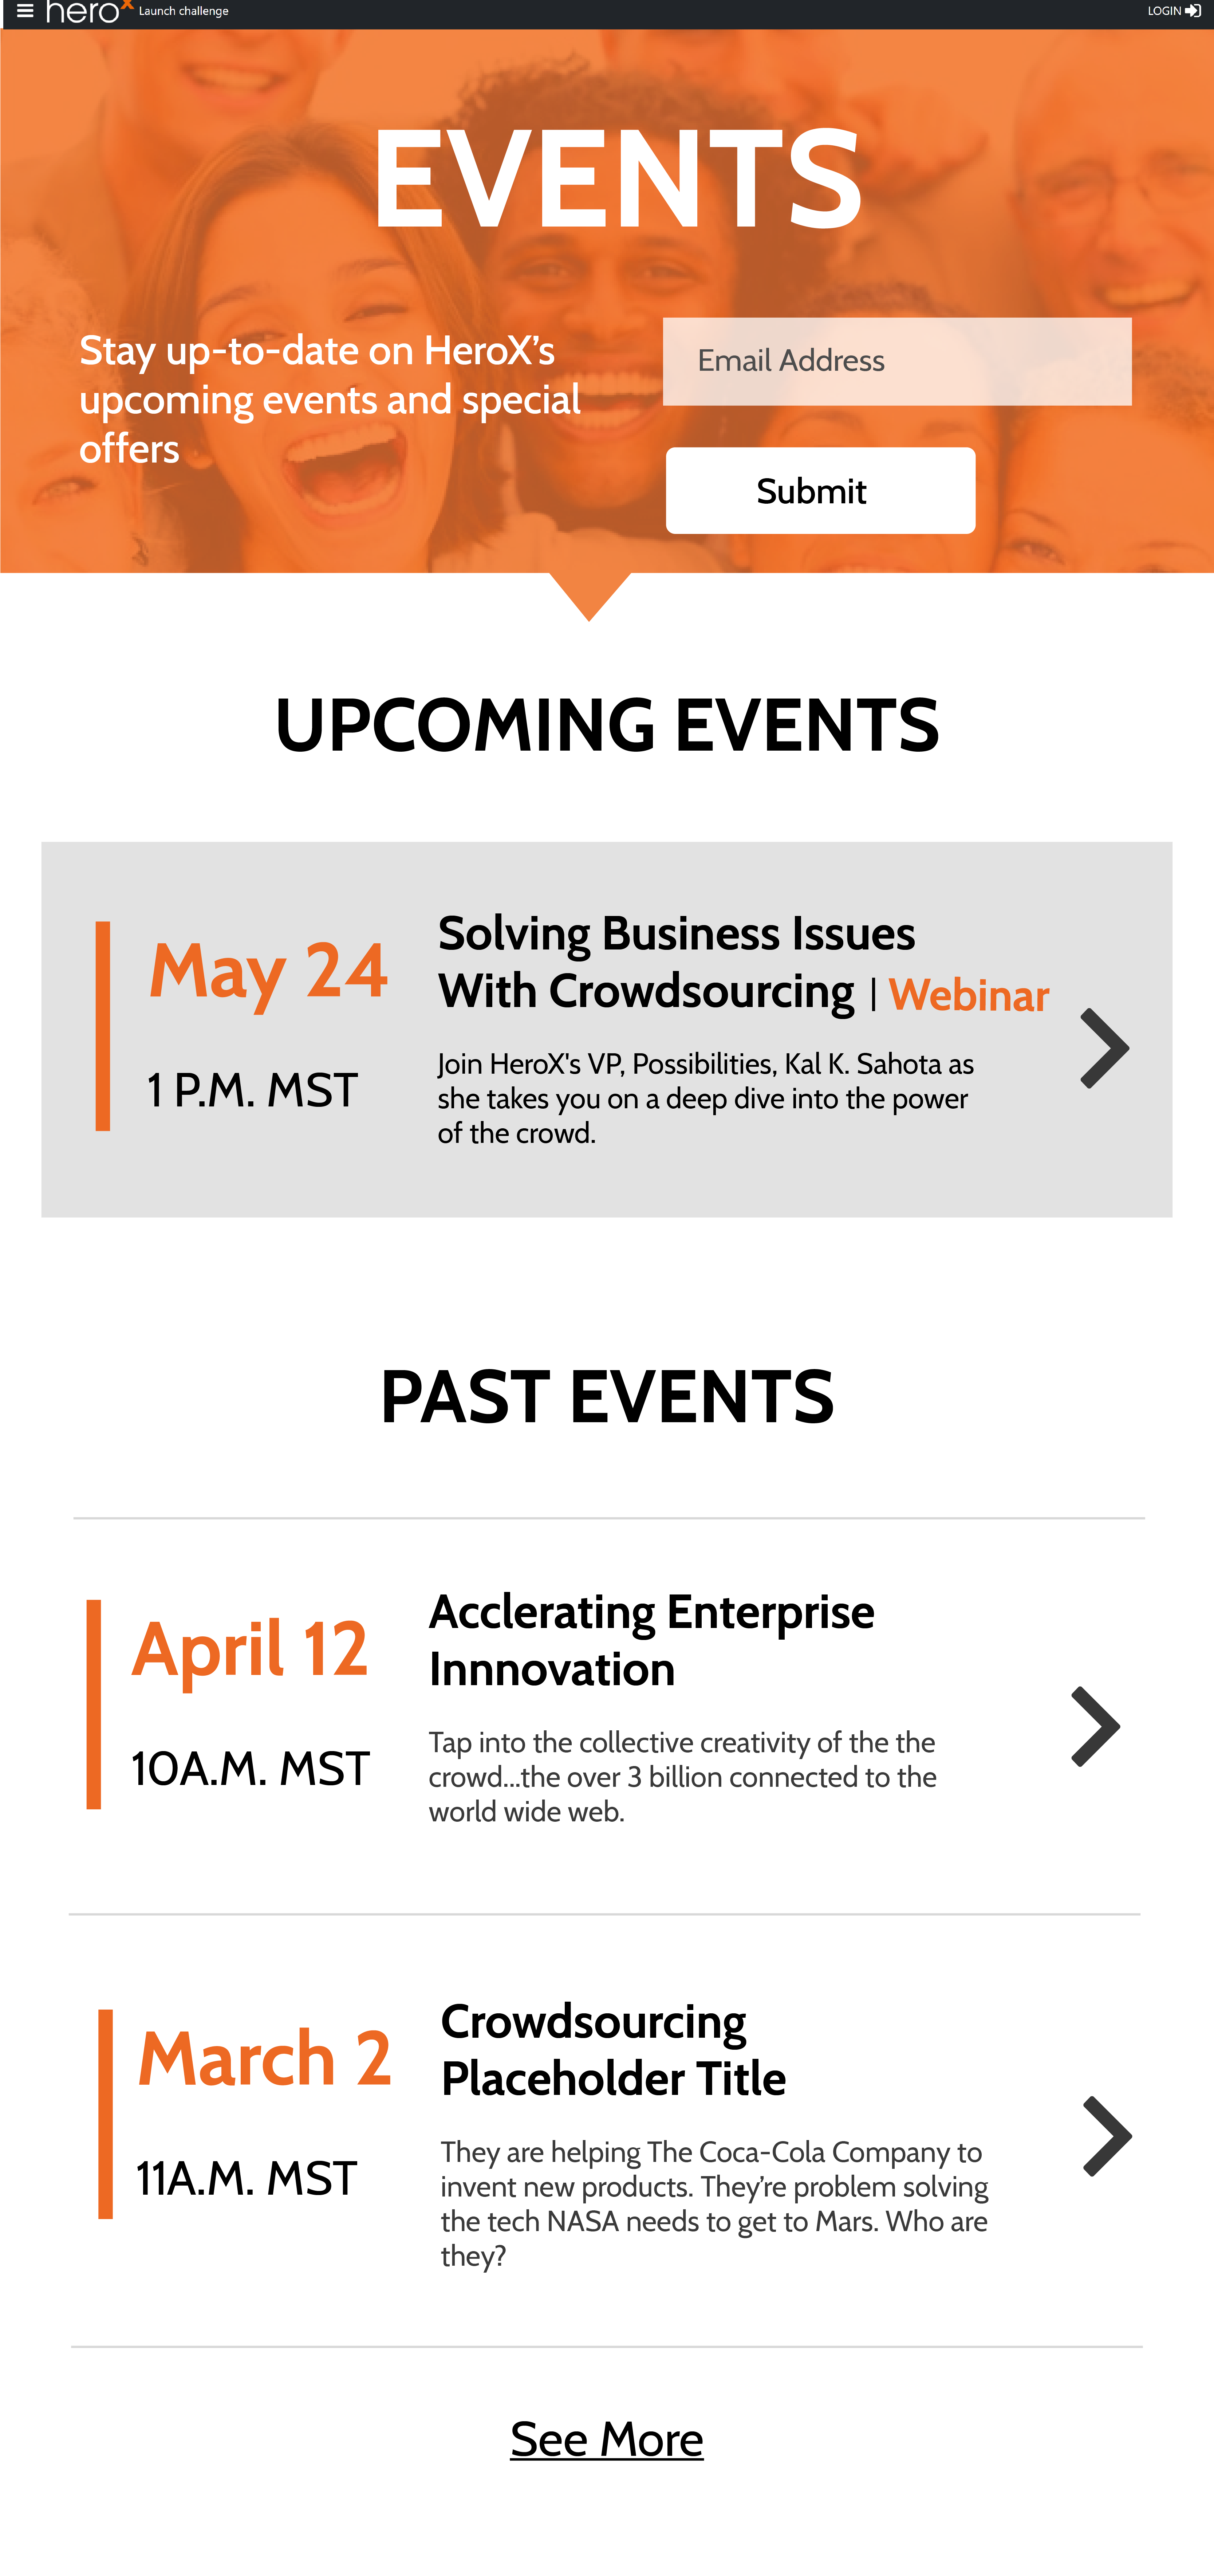 herox Launch challenge
LOGIN
EVENTS
Stay up-to-date on HeroX’s
upcoming events and special
offers
Email Address
Submit
UPCOMING EVENTS
May 24
1 P.M. MST
Solving Business Issues
With Crowdsourcing | Webinar
Join HeroX's VP, Possibilities, Kal K. Sahota as
she takes you on a deep dive into the power
of the crowd.
PAST EVENTS
April 12
10A.M. MST
Acclerating Enterprise
Innnovation
Tap into the collective creativity of the the
crowd...the over 3 billion connected to the
world wide web.
March 2
11A.M. MST
Crowdsourcing
Placeholder Title
They are helping The Coca-Cola Company to
invent new products. They’re problem solving
the tech NASA needs to get to Mars. Who are
they?
See More